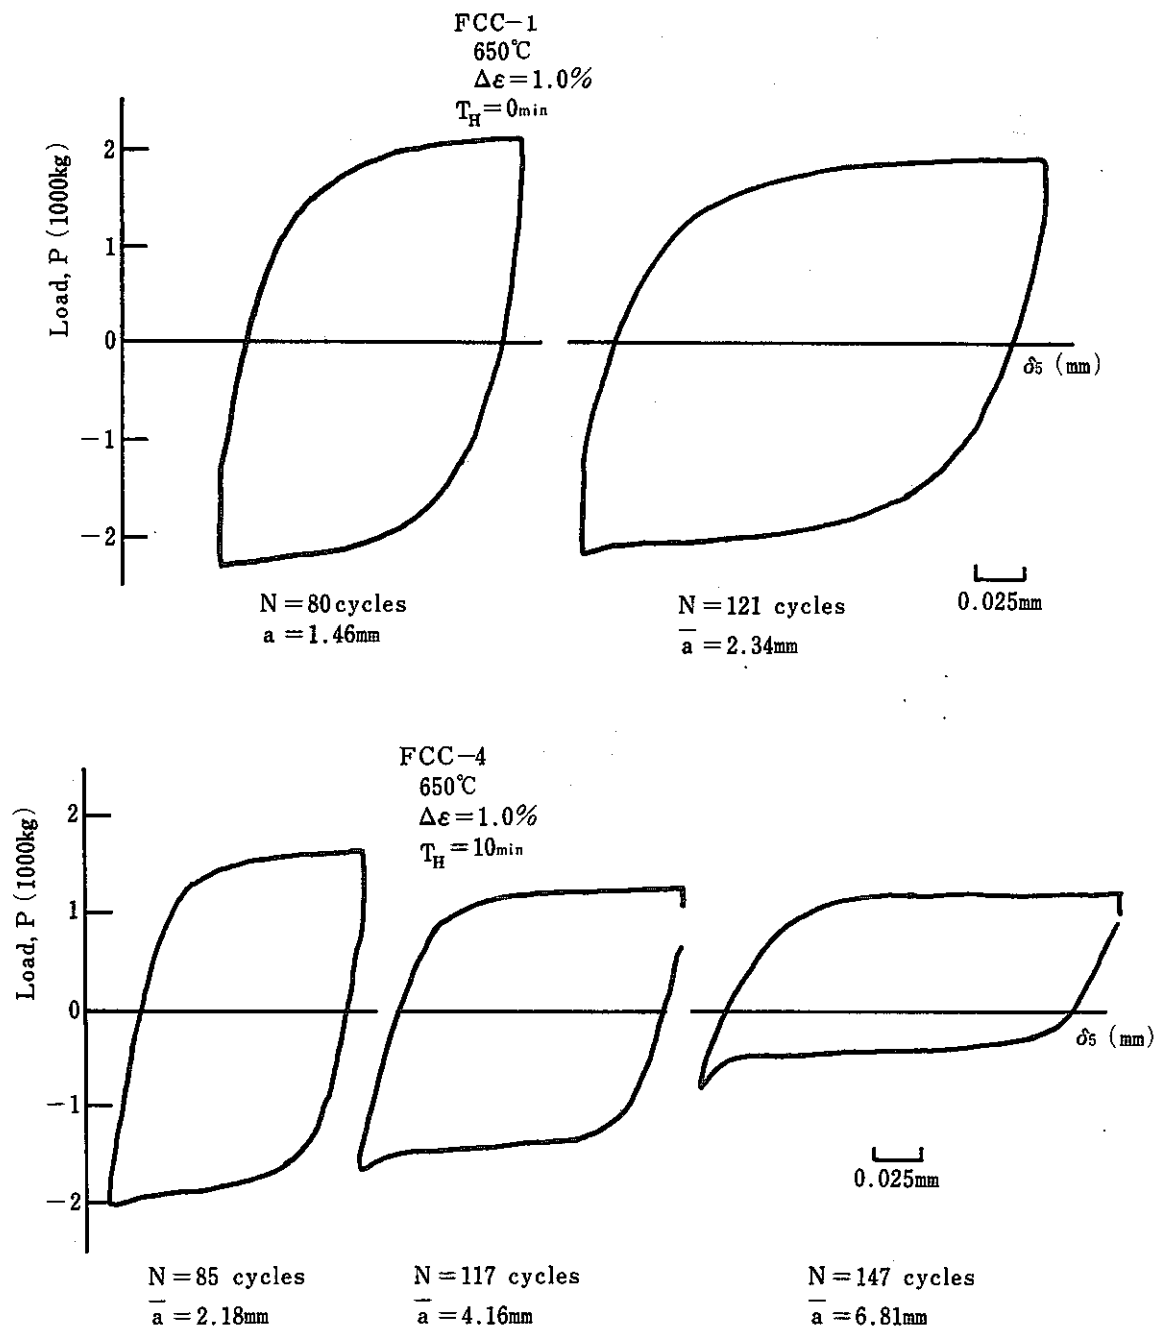 FCC-1
650℃
Δε=1.0%
T_H=0min
Load, P (1000kg)
2
1
0
-1
-2
δ5 (mm)
0.025mm
N=80cycles
a=1.46mm
N=121 cycles
a̅=2.34mm
FCC-4
650℃
Δε=1.0%
T_H=10min
Load, P (1000kg)
2
1
0
-1
-2
δ5 (mm)
0.025mm
N=85 cycles
a̅=2.18mm
N=117 cycles
a̅=4.16mm
N=147 cycles
a̅=6.81mm